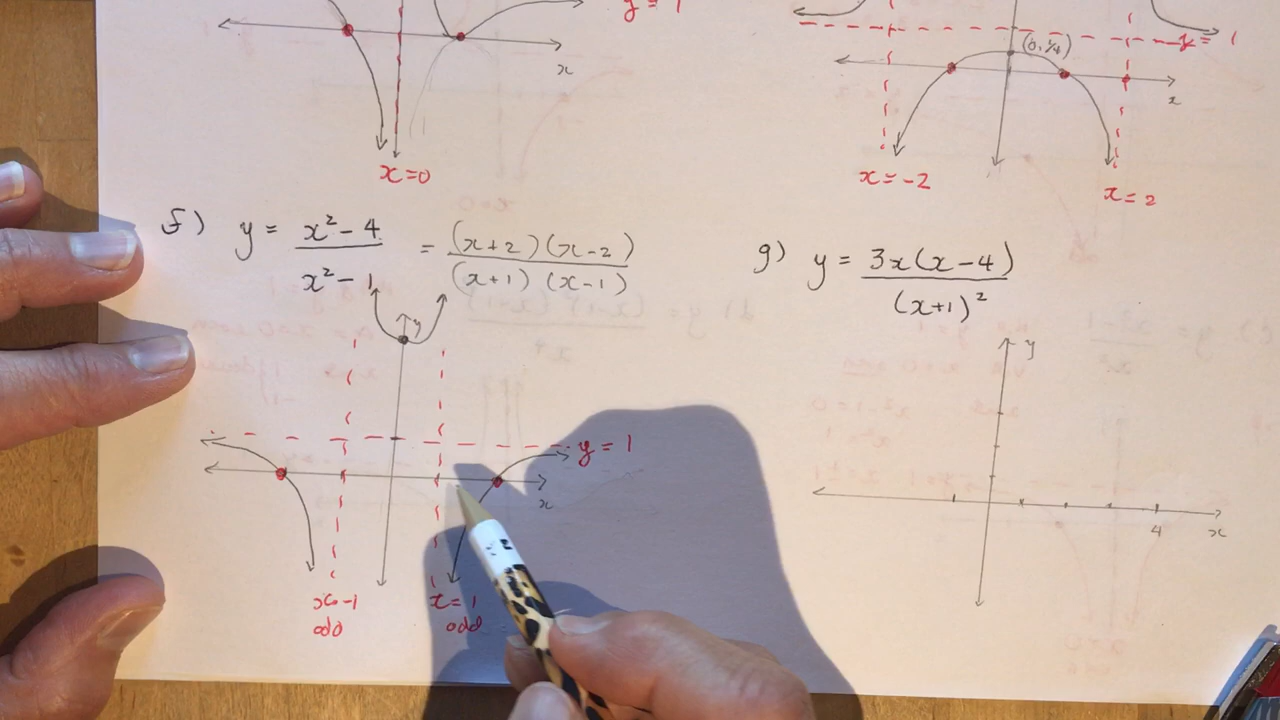 y = 1
x
x=0
(0, 1/4)
y = 1
x
x=-2
x= 2
f) y = x² - 4 / x² - 1 = (x+2)(x-2) / (x+1)(x-1)
y
y = 1
x
x=-1
odd
x= 1
odd
g) y = 3x(x-4) / (x+1)²
y
4
x